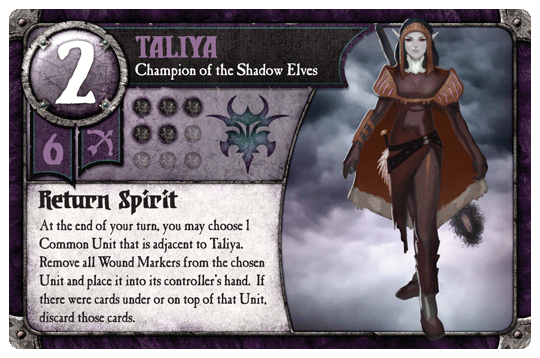 2
TALIYA
Champion of the Shadow Elves
6
Return Spirit
At the end of your turn, you may choose 1
Common Unit that is adjacent to Taliya.
Remove all Wound Markers from the chosen
Unit and place it into its controller's hand. If
there were cards under or on top of that Unit,
discard those cards.